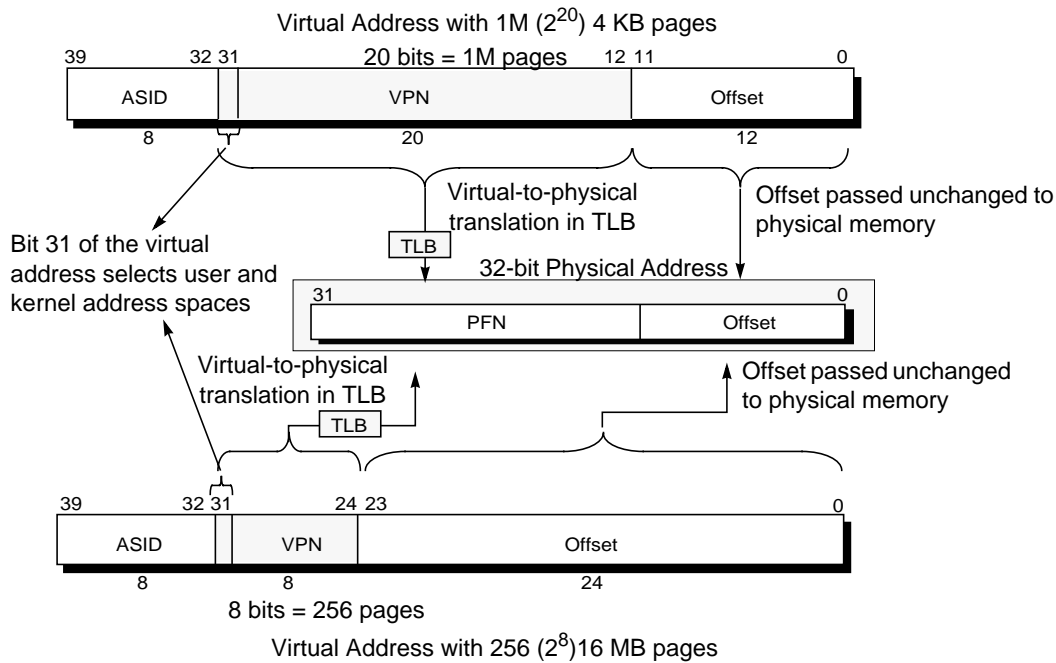 Virtual Address with 1M (2^20) 4 KB pages
39 32 31 20 bits = 1M pages 12 11 0
ASID VPN Offset
8 20 12
Virtual-to-physical
translation in TLB
Offset passed unchanged to
physical memory
TLB
Bit 31 of the virtual
address selects user and
kernel address spaces
32-bit Physical Address
31 0
PFN Offset
Virtual-to-physical
translation in TLB
TLB
Offset passed unchanged
to physical memory
39 32 31 24 23 0
ASID VPN Offset
8 8 24
8 bits = 256 pages
Virtual Address with 256 (2^8)16 MB pages